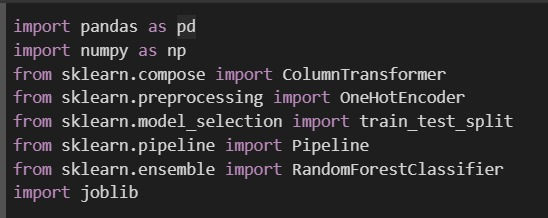 import pandas as pd
import numpy as np
from sklearn.compose import ColumnTransformer
from sklearn.preprocessing import OneHotEncoder
from sklearn.model_selection import train_test_split
from sklearn.pipeline import Pipeline
from sklearn.ensemble import RandomForestClassifier
import joblib